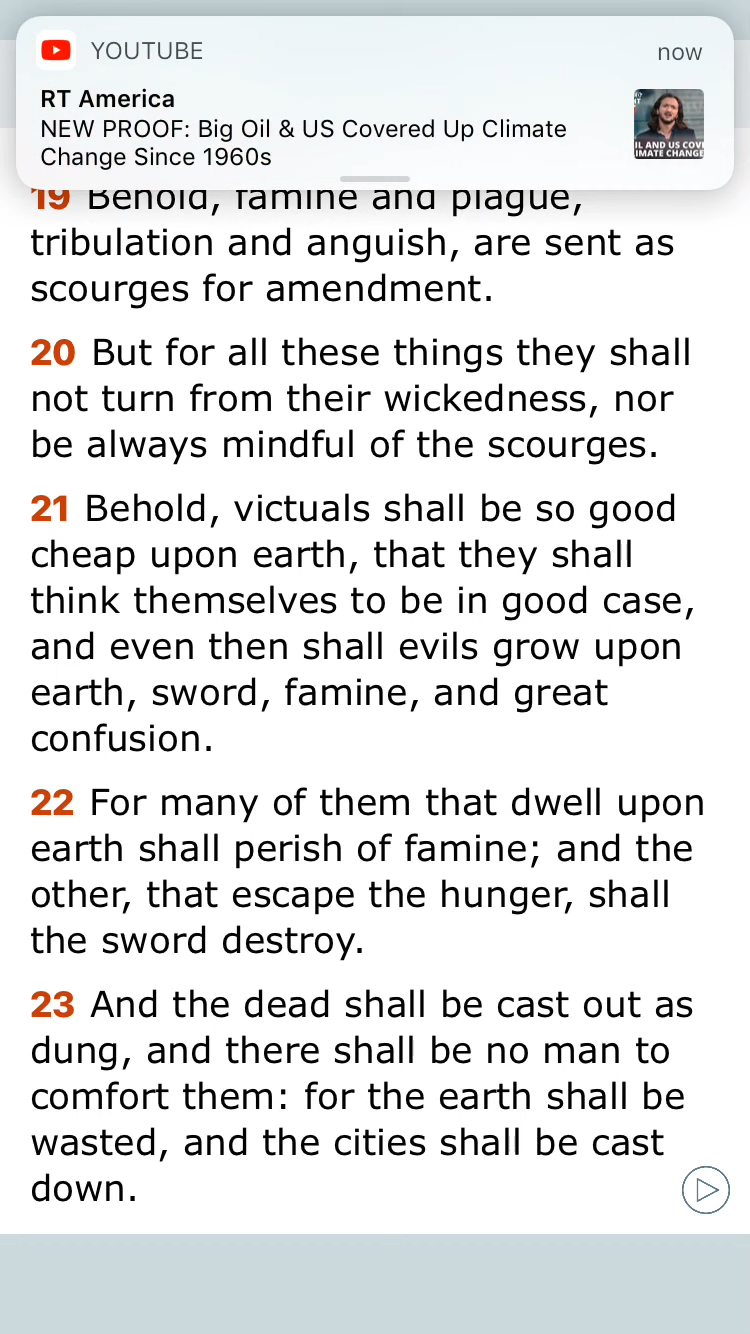 YOUTUBE
now
RT America
NEW PROOF: Big Oil & US Covered Up Climate
Change Since 1960s
IL AND US COV
IMATE CHANGE
19 Behold, famine and plague,
tribulation and anguish, are sent as
scourges for amendment.
20 But for all these things they shall
not turn from their wickedness, nor
be always mindful of the scourges.
21 Behold, victuals shall be so good
cheap upon earth, that they shall
think themselves to be in good case,
and even then shall evils grow upon
earth, sword, famine, and great
confusion.
22 For many of them that dwell upon
earth shall perish of famine; and the
other, that escape the hunger, shall
the sword destroy.
23 And the dead shall be cast out as
dung, and there shall be no man to
comfort them: for the earth shall be
wasted, and the cities shall be cast
down.